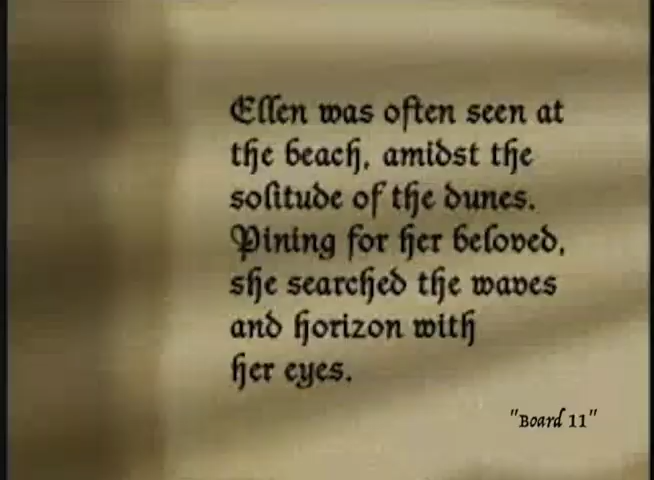 Ellen was often seen at
the beach, amidst the
solitude of the dunes.
Pining for her beloved,
she searched the waves
and horizon with
her eyes.
"Board 11"